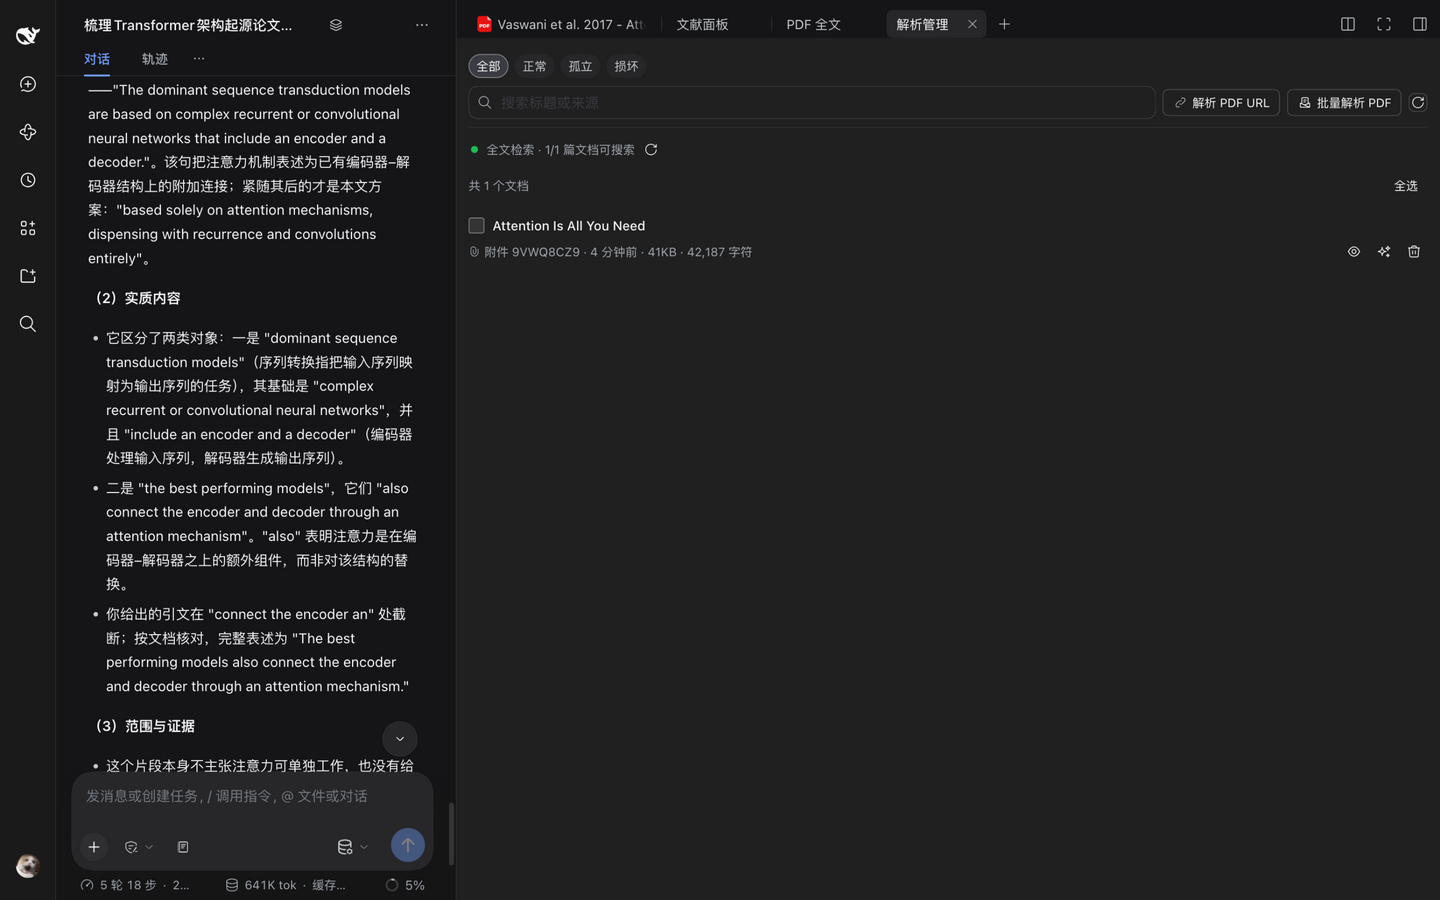 梳理 Transformer 架构起源论文...
对话
轨迹
——"The dominant sequence transduction models
are based on complex recurrent or convolutional
neural networks that include an encoder and a
decoder."。该句把注意力机制表述为已有编码器–解
码器结构上的附加连接；紧随其后的才是本文方
案："based solely on attention mechanisms,
dispensing with recurrence and convolutions
entirely"。
（2）实质内容
• 它区分了两类对象：一是 "dominant sequence
transduction models"（序列转换指把输入序列映
射为输出序列的任务），其基础是 "complex
recurrent or convolutional neural networks"，并
且 "include an encoder and a decoder"（编码器
处理输入序列，解码器生成输出序列）。
• 二是 "the best performing models"，它们 "also
connect the encoder and decoder through an
attention mechanism"。"also" 表明注意力是在编
码器–解码器之上的额外组件，而非对该结构的替
换。
• 你给出的引文在 "connect the encoder an" 处截
断；按文档核对，完整表述为 "The best
performing models also connect the encoder
and decoder through an attention mechanism."
（3）范围与证据
• 这个片段本身不主张注意力可单独工作，也没有给
发消息或创建任务, / 调用指令, @ 文件或对话
5 轮 18 步 · 2...
641K tok · 缓存...
5%
PDF
Vaswani et al. 2017 - Att
文献面板
PDF 全文
解析管理
全部
正常
孤立
损坏
搜索标题或来源
解析 PDF URL
批量解析 PDF
全文检索 · 1/1 篇文档可搜索
共 1 个文档
全选
Attention Is All You Need
附件 9VWQ8CZ9 · 4 分钟前 · 41KB · 42,187 字符